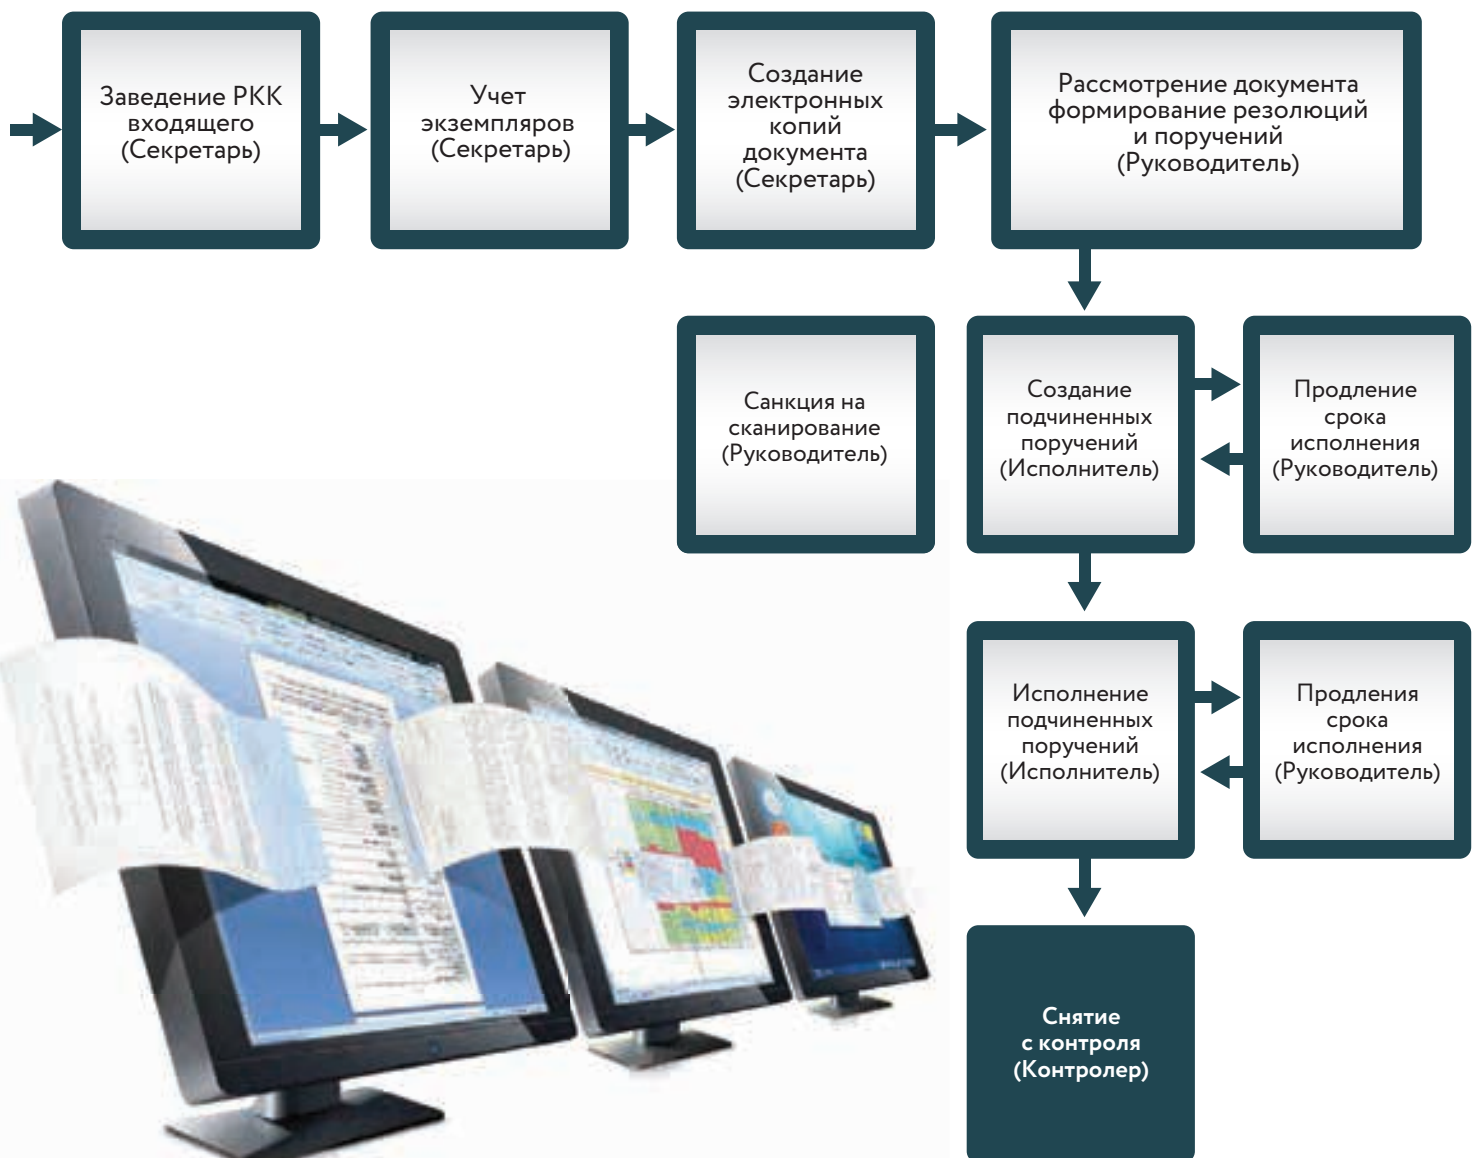 Заведение РКК
входящего
(Секретарь)
Учет
экземпляров
(Секретарь)
Создание
электронных
копий
документа
(Секретарь)
Рассмотрение документа
формирование резолюций
и поручений
(Руководитель)
Санкция на
сканирование
(Руководитель)
Создание
подчиненных
поручений
(Исполнитель)
Продление
срока
исполнения
(Руководитель)
Исполнение
подчиненных
поручений
(Исполнитель)
Продления
срока
исполнения
(Руководитель)
Снятие
с контроля
(Контролер)